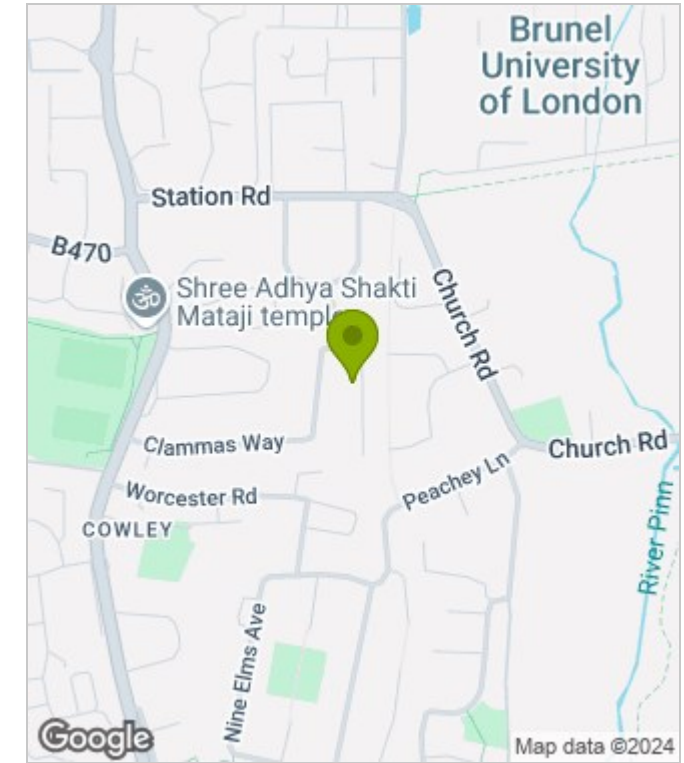 Brunel
University
of London
Station Rd
B470
Shree Adhya Shakti
Mataji temple
Church Rd
Clammas Way
Church Rd
Peachey Ln
Worcester Rd
COWLEY
River Pinn
Nine Elms Ave
Google
Map data ©2024